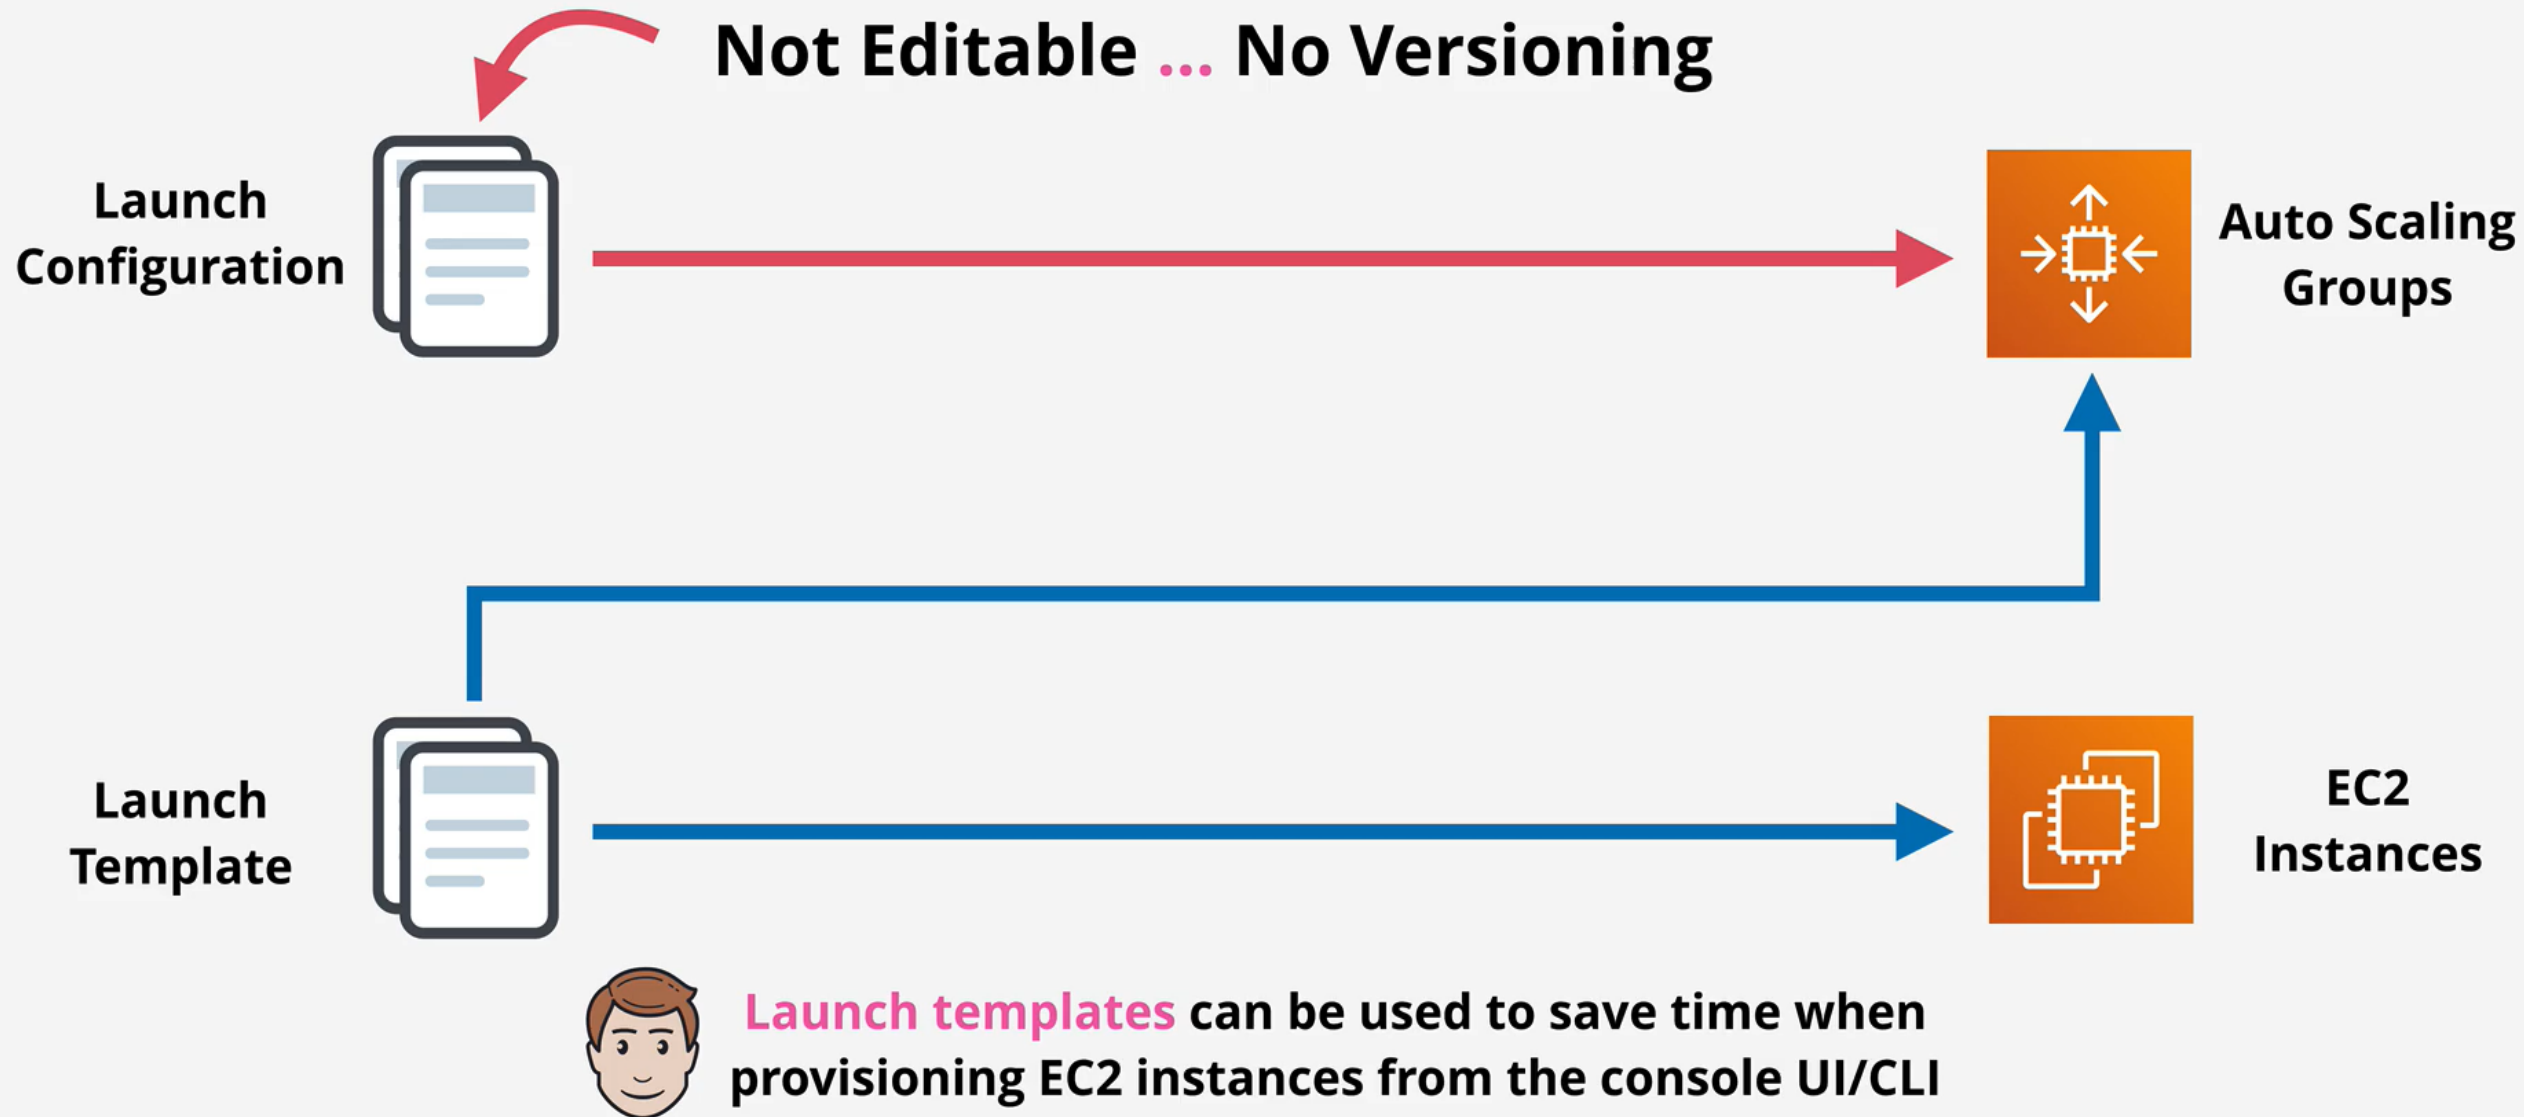 Not Editable ... No Versioning
Launch
Configuration
Auto Scaling
Groups
Launch
Template
EC2
Instances
Launch templates can be used to save time when
provisioning EC2 instances from the console UI/CLI